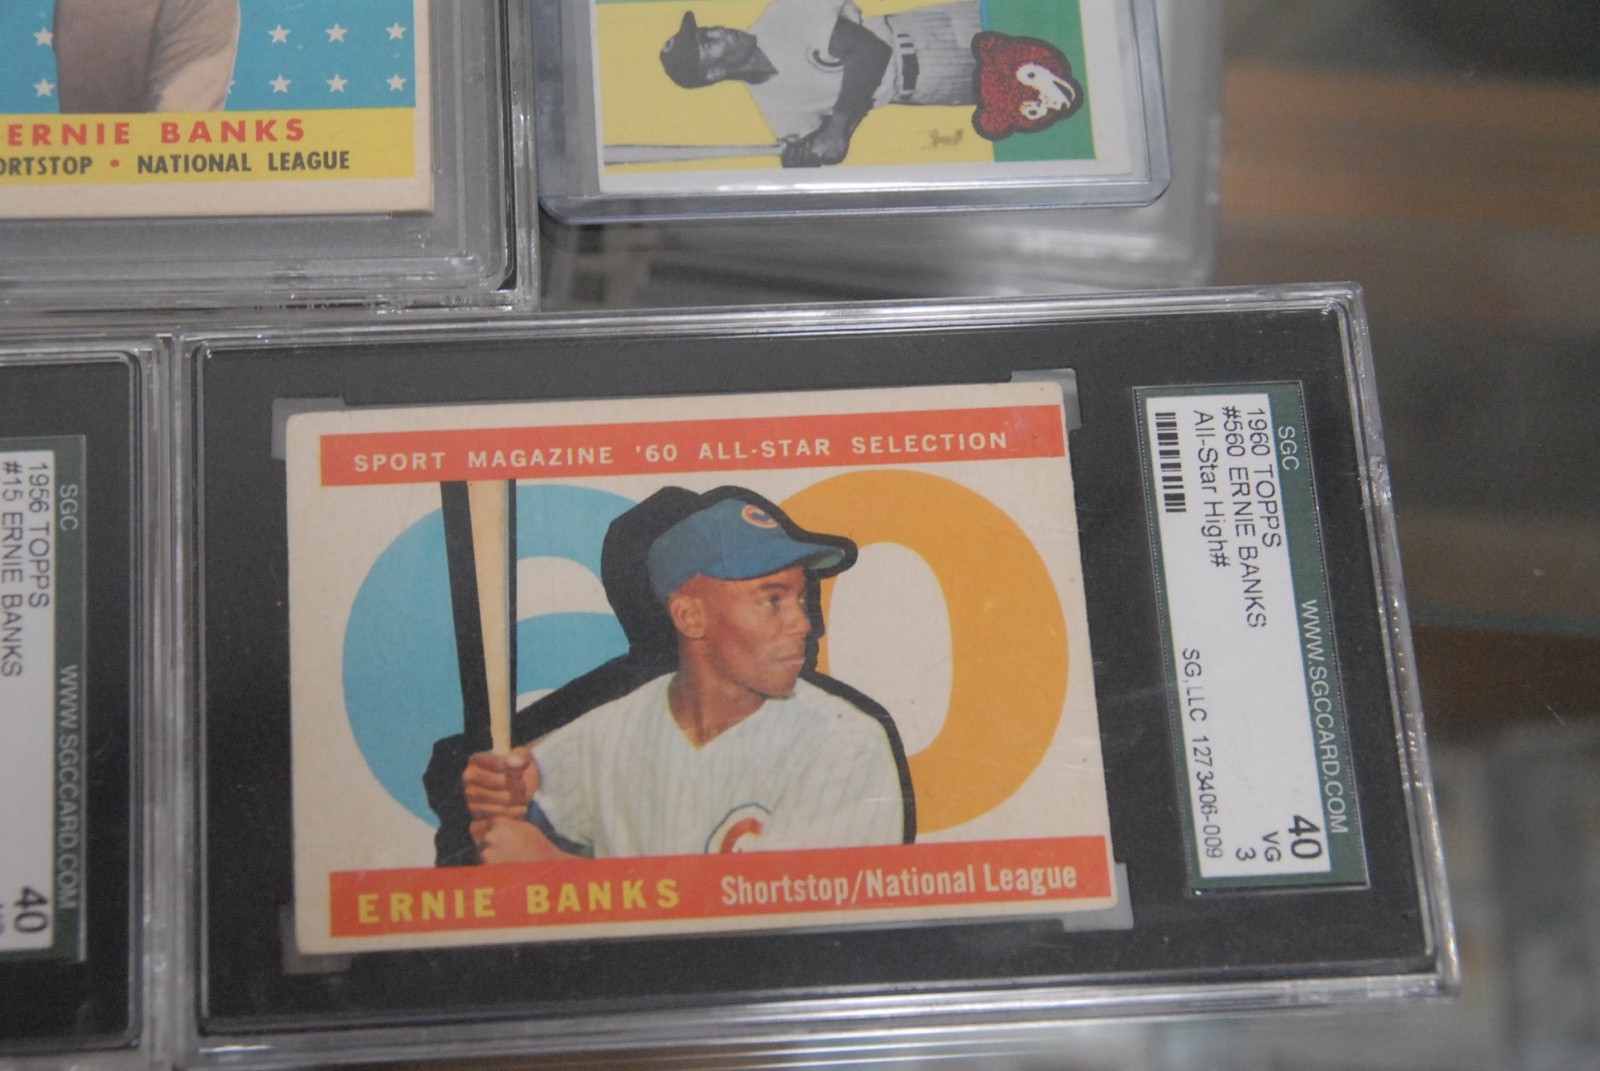 ERNIE BANKS
ORTSTOP • NATIONAL LEAGUE
SPORT MAGAZINE '60 ALL-STAR SELECTION
ERNIE BANKS Shortstop/National League
SGC WWW.SGCCARD.COM
1960 TOPPS 40
#560 ERNIE BANKS VG
All-Star High# 3
SG,LLC 1273406-009
SGC WWW.SGCCARD.COM
1956 TOPPS 40
#15 ERNIE BANKS